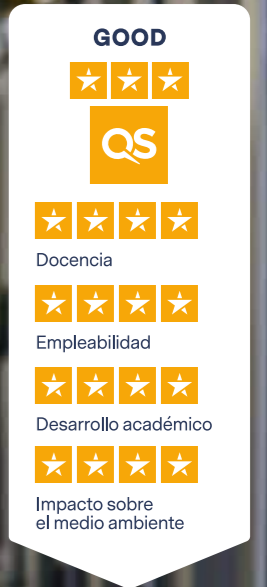 GOOD
QS
Docencia
Empleabilidad
Desarrollo académico
Impacto sobre
el medio ambiente